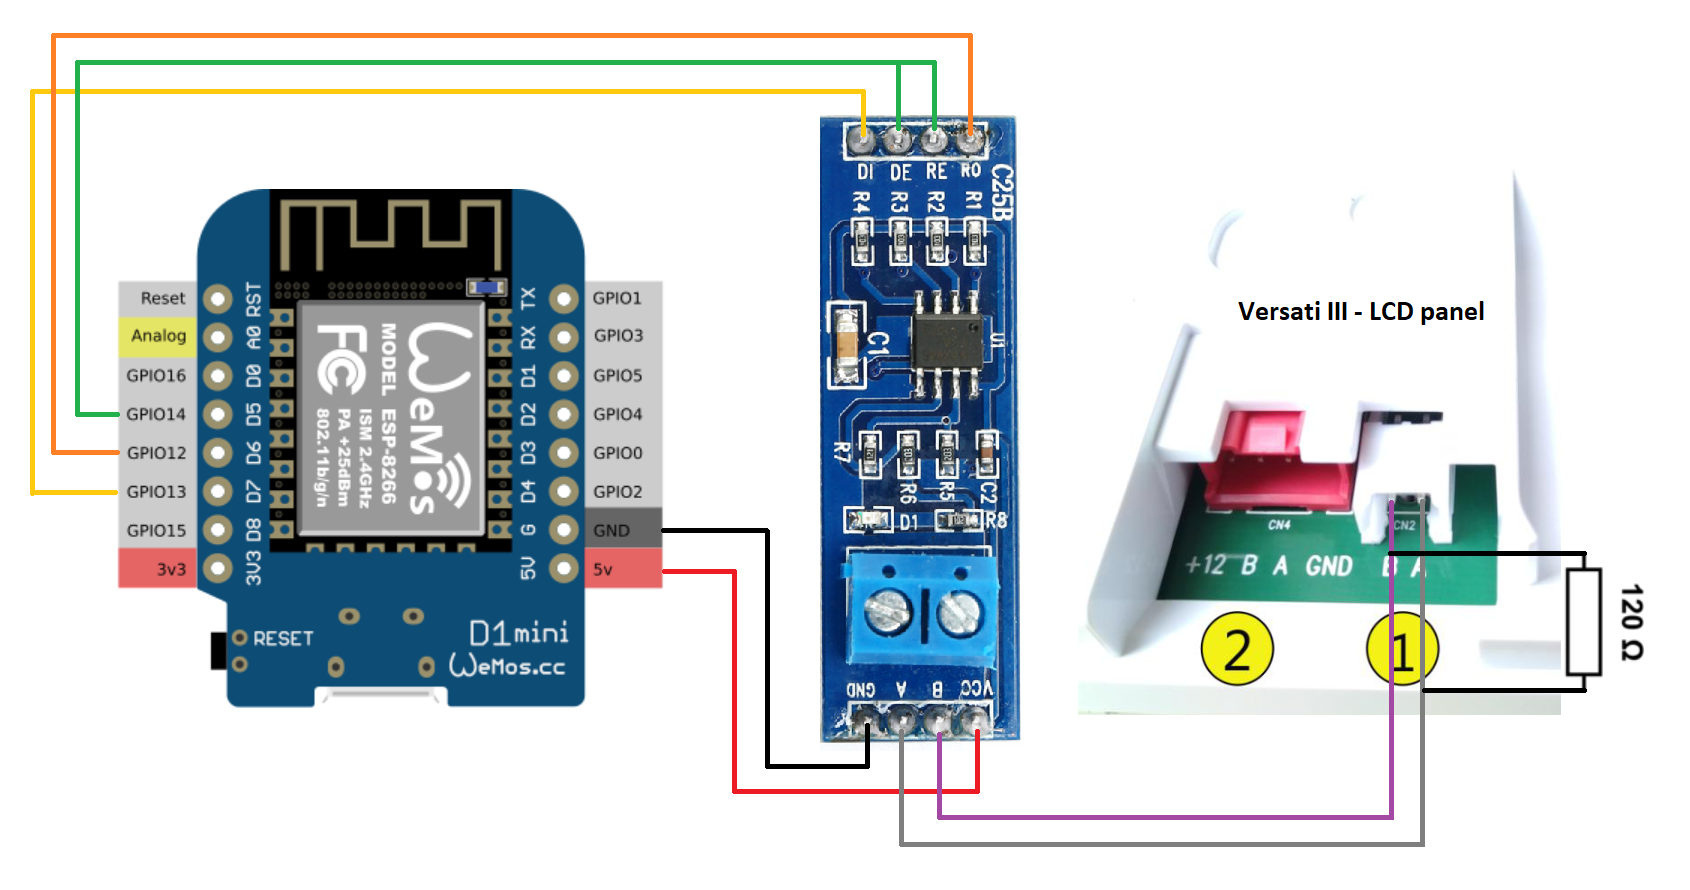 Reset
Analog
GPIO16
GPIO14
GPIO12
GPIO13
GPIO15
3v3
RST
A0
D0
D5
D6
D7
D8
3V3
WeMos
MODEL ESP-8266
ISM 2.4GHz
PA +25dBm
802.11b/g/n
FC
TX
RX
D1
D2
D3
D4
G
5V
GPIO1
GPIO3
GPIO5
GPIO4
GPIO0
GPIO2
GND
5v
RESET
D1mini
WeMos.cc
DI DE RE RO
C25B
R4 R3 R2 R1
C1
U1
R7
R6
R5
C2
D1
R8
GND A B VCC
Versati III - LCD panel
CN4
CN2
+12 B A GND
B A
2
1
120 Ω